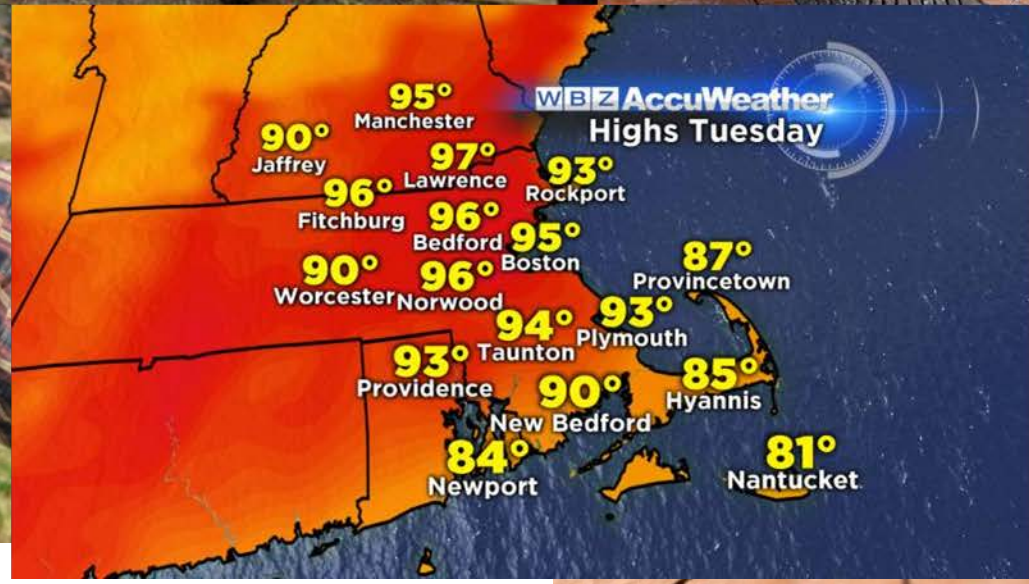 WBZ AccuWeather
Highs Tuesday
95°
Manchester
90°
Jaffrey
97°
Lawrence
93°
Rockport
96°
Fitchburg
96°
Bedford
95°
Boston
87°
Provincetown
90°
Worcester
96°
Norwood
94°
Taunton
93°
Plymouth
93°
Providence
90°
New Bedford
85°
Hyannis
84°
Newport
81°
Nantucket